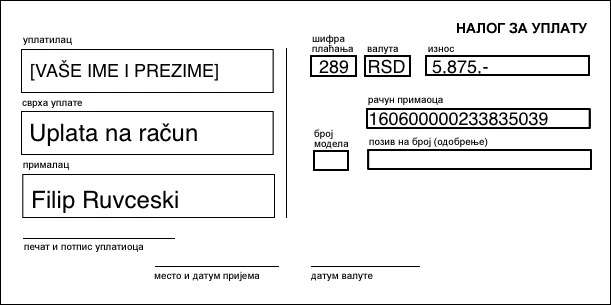 НАЛОГ ЗА УПЛАТУ
уплатилац
[VAŠE IME I PREZIME]
сврха уплате
Uplata na račun
прималац
Filip Ruvceski
печат и потпис уплатиоца
место и датум пријема
шифра
плаћања
валута
износ
289
RSD
5.875,-
рачун примаоца
160600000233835039
број
модела
позив на број (одобрење)
датум валуте